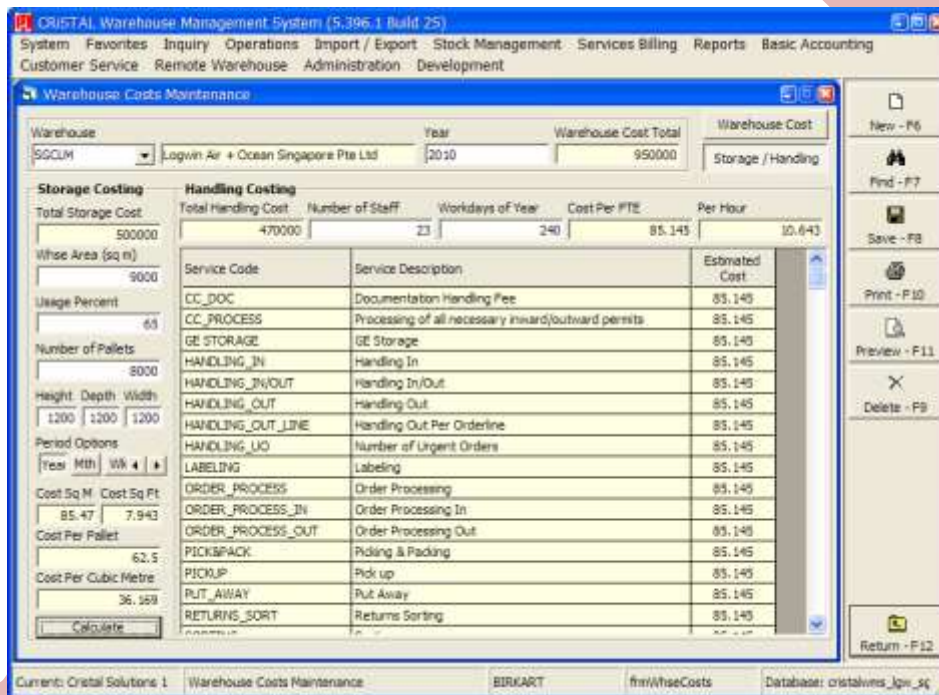 CRISTAL Warehouse Management System (5.396.1 Build 25)
System Favorites Inquiry Operations Import / Export Stock Management Services Billing Reports Basic Accounting
Customer Service Remote Warehouse Administration Development
Warehouse Costs Maintenance
Warehouse Year Warehouse Cost Total Warehouse Cost
SGCUM Logwin Air + Ocean Singapore Pte Ltd 2010 950000 Storage / Handling
Storage Costing Handling Costing
Total Storage Cost Total Handling Cost Number of Staff Workdays of Year Cost Per FTE Per Hour
500000 470000 23 240 85.145 10.643
Whse Area (sq m)
9000
Usage Percent
65
Number of Pallets
8000
Height Depth Width
1200 1200 1200
Period Options
Year Mth Wk
Cost Sq M Cost Sq Ft
85.47 7.943
Cost Per Pallet
62.5
Cost Per Cubic Metre
36.169
Calculate
Service Code Service Description Estimated Cost
CC_DOC Documentation Handling Fee 85.145
CC_PROCESS Processing of all necessary inward/outward permits 85.145
GE STORAGE GE Storage 85.145
HANDLING_IN Handling In 85.145
HANDLING_IN/OUT Handling In/Out 85.145
HANDLING_OUT Handling Out 85.145
HANDLING_OUT_LINE Handling Out Per Orderline 85.145
HANDLING_UO Number of Urgent Orders 85.145
LABELING Labeling 85.145
ORDER_PROCESS Order Processing 85.145
ORDER_PROCESS_IN Order Processing In 85.145
ORDER_PROCESS_OUT Order Processing Out 85.145
PICK&PACK Picking & Packing 85.145
PICKUP Pick up 85.145
PUT_AWAY Put Away 85.145
RETURNS_SORT Returns Sorting 85.145
New - F6
Find - F7
Save - F8
Print - F10
Preview - F11
Delete - F9
Return - F12
Current: Cristal Solutions 1 Warehouse Costs Maintenance BIRKART frmWhseCosts Database: cristalwms_lgw_sg